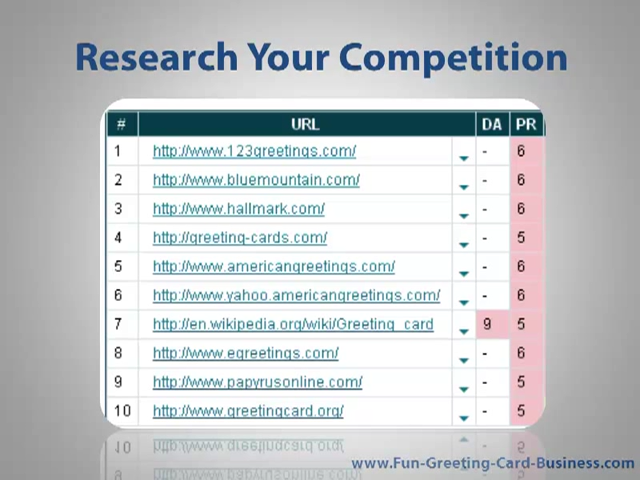 Research Your Competition
# URL DA PR
1 http://www.123greetings.com/ - 6
2 http://www.bluemountain.com/ - 6
3 http://www.hallmark.com/ - 6
4 http://greeting-cards.com/ - 5
5 http://www.americangreetings.com/ - 6
6 http://www.yahoo.americangreetings.com/ - 6
7 http://en.wikipedia.org/wiki/Greeting_card 9 5
8 http://www.egreetings.com/ - 6
9 http://www.papyrusonline.com/ - 5
10 http://www.greetingcard.org/ - 5
www.Fun-Greeting-Card-Business.com